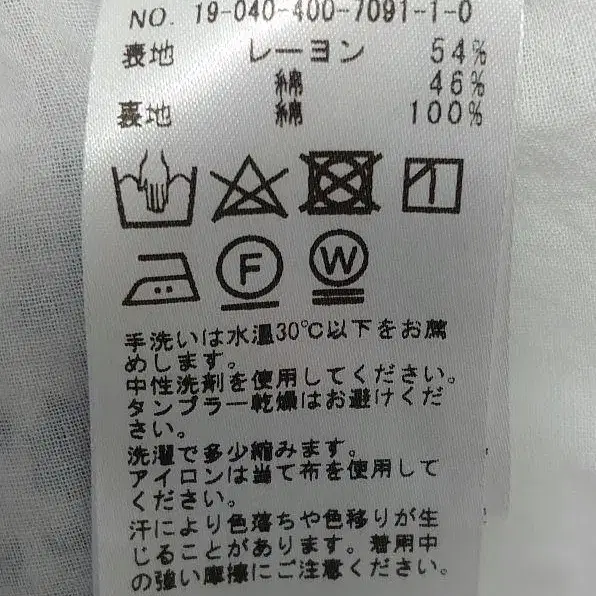 NO. 19-040-400-7091-1-0
表地 レーヨン 54%
綿 46%
裏地 綿 100%
F W
手洗いは水温30℃以下をお薦
めします。
中性洗剤を使用してください。
タンブラー乾燥はお避けくだ
さい。
洗濯で多少縮みます。
アイロンは当て布を使用して
ください。
汗により色落ちや色移りが生
じることがあります。着用中
の強い摩擦にご注意ください。